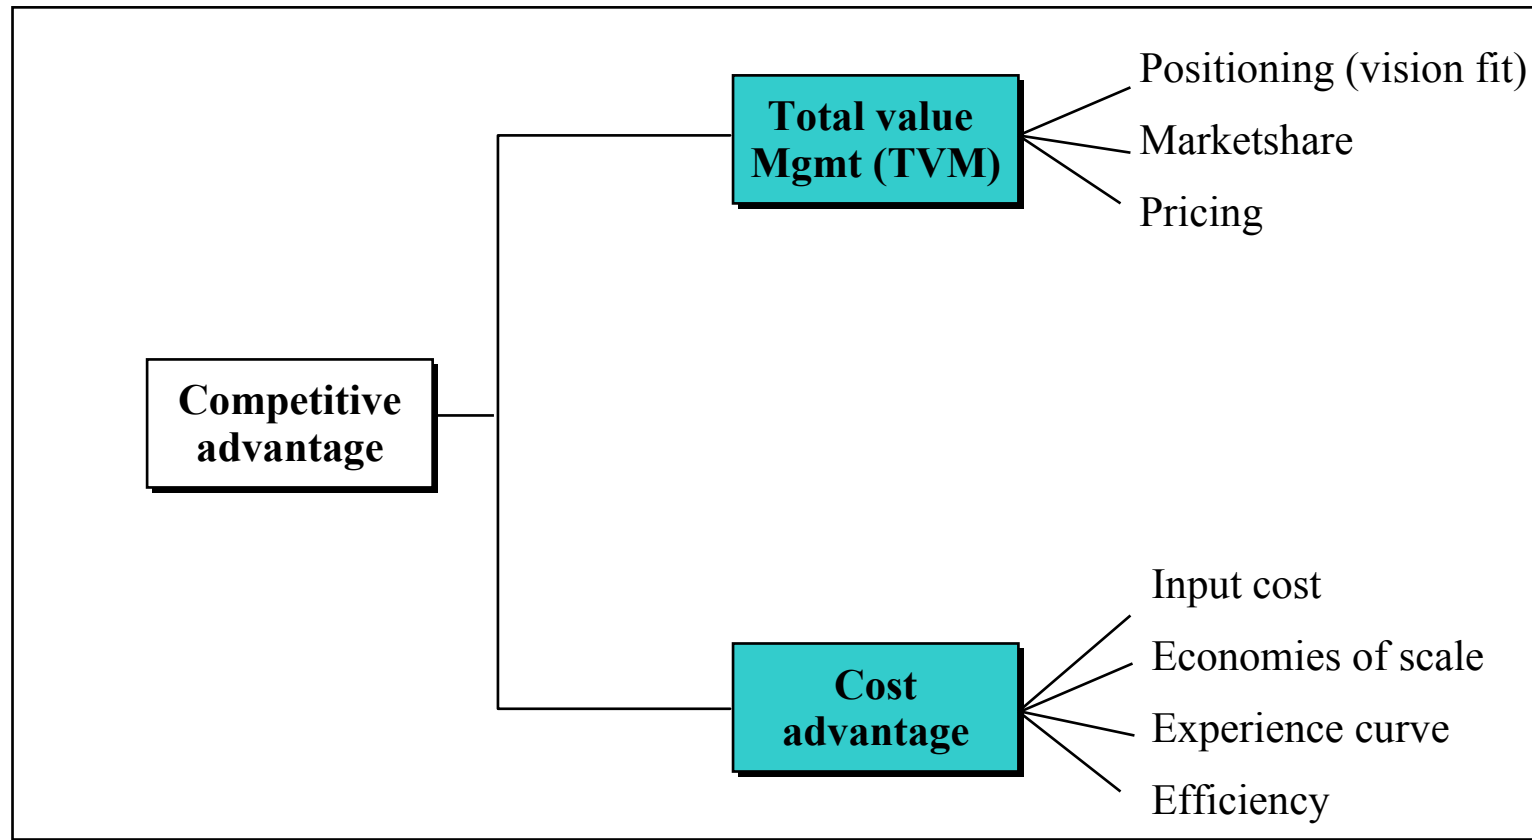 Positioning (vision fit)
Total value
Mgmt (TVM)
Marketshare
Pricing
Competitive
advantage
Input cost
Economies of scale
Cost
advantage
Experience curve
Efficiency